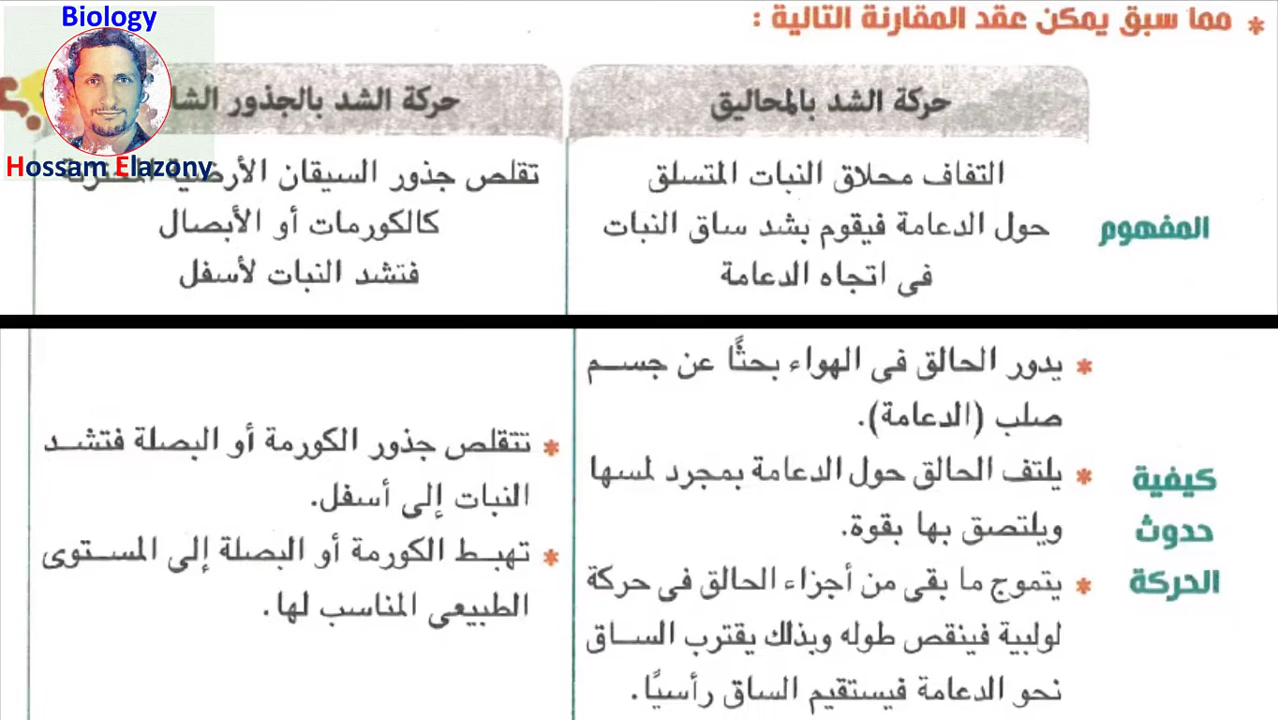 Biology
Hossam Elazony
* مما سبق يمكن عقد المقارنة التالية :
حركة الشد بالمحاليق
حركة الشد بالجذور
المفهوم
التفاف محلاق النبات المتسلق
حول الدعامة فيقوم بشد ساق النبات
فى اتجاه الدعامة
تقلص جذور السيقان الأرضية
كالكورمات أو الأبصال
فتشد النبات لأسفل
كيفية
حدوث
الحركة
* يدور الحالق فى الهواء بحثًا عن جسم
صلب (الدعامة).
* يلتف الحالق حول الدعامة بمجرد لمسها
ويلتصق بها بقوة.
* يتموج ما بقى من أجزاء الحالق فى حركة
لولبية فينقص طوله وبذلك يقترب الساق
نحو الدعامة فيستقيم الساق رأسيًا.
* تتقلص جذور الكورمة أو البصلة فتشد
النبات إلى أسفل.
* تهبط الكورمة أو البصلة إلى المستوى
الطبيعى المناسب لها.